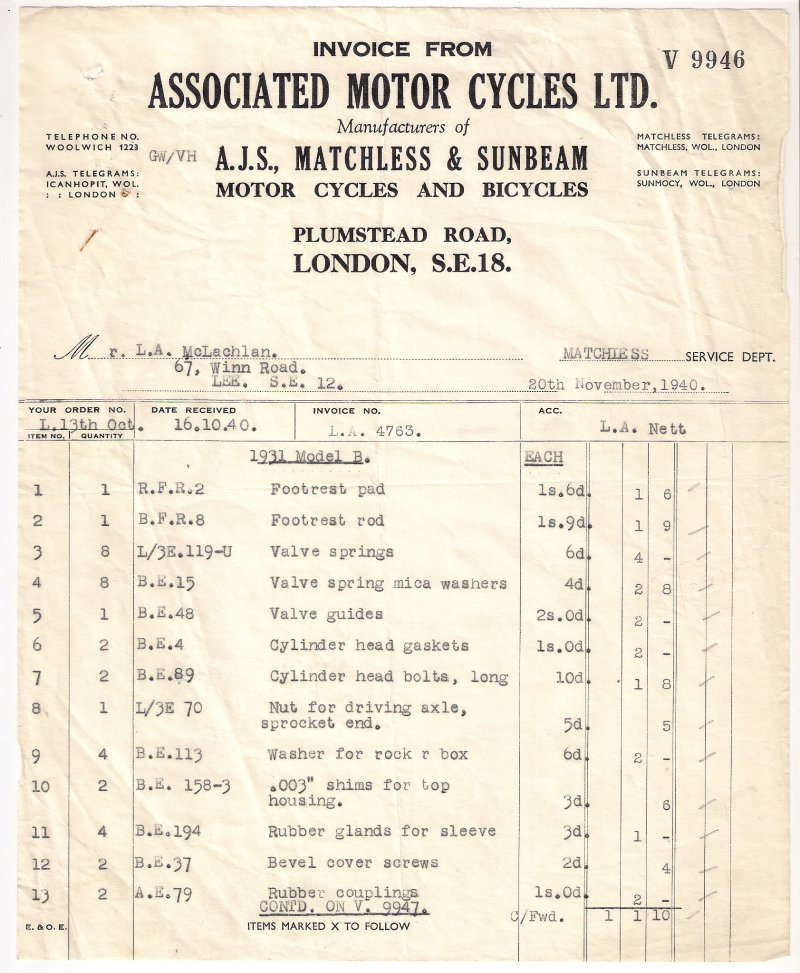 INVOICE FROM
V 9946
ASSOCIATED MOTOR CYCLES LTD.
Manufacturers of
TELEPHONE NO.
WOOLWICH 1223
GW/VH
A.J.S., MATCHLESS & SUNBEAM
MATCHLESS TELEGRAMS:
MATCHLESS, WOL., LONDON
A.J.S. TELEGRAMS:
ICANHOPIT, WOL.
: : LONDON : :
MOTOR CYCLES AND BICYCLES
SUNBEAM TELEGRAMS:
SUNMOCY, WOL., LONDON
PLUMSTEAD ROAD,
LONDON, S.E.18.
Mr. L.A. McLachlan.
MATCHlESS SERVICE DEPT.
67, Winn Road.
LEE. S.E. 12.
20th November, 1940.
YOUR ORDER NO. DATE RECEIVED INVOICE NO. ACC.
L.13th Oct. 16.10.40. L.A. 4763. L.A. Nett
ITEM NO. QUANTITY
1931 Model B. EACH
1 1 R.F.R.2 Footrest pad 1s.6d. 1 6
2 1 B.F.R.8 Footrest rod 1s.9d. 1 9
3 8 L/3E.119-U Valve springs 6d. 4 -
4 8 B.E.15 Valve spring mica washers 4d. 2 8
5 1 B.E.48 Valve guides 2s.0d. 2 -
6 2 B.E.4 Cylinder head gaskets 1s.0d. 2 -
7 2 B.E.89 Cylinder head bolta, long 10d. 1 8
8 1 L/3E 70 Nut for driving axle,
sprocket end. 5d. 5
9 4 B.E.113 Washer for rock r box 6d. 2 -
10 2 B.E. 158-3 .003" shims for top
housing. 3d. 6
11 4 B.E.194 Rubber glands for sleeve 3d. 1 -
12 2 B.E.37 Bevel cover screws 2d. 4
13 2 A.E.79 Rubber couplings 1s.0d. 2 -
CONTD. ON V. 9947. C/Fwd. 1 1 10
E. & O. E. ITEMS MARKED X TO FOLLOW